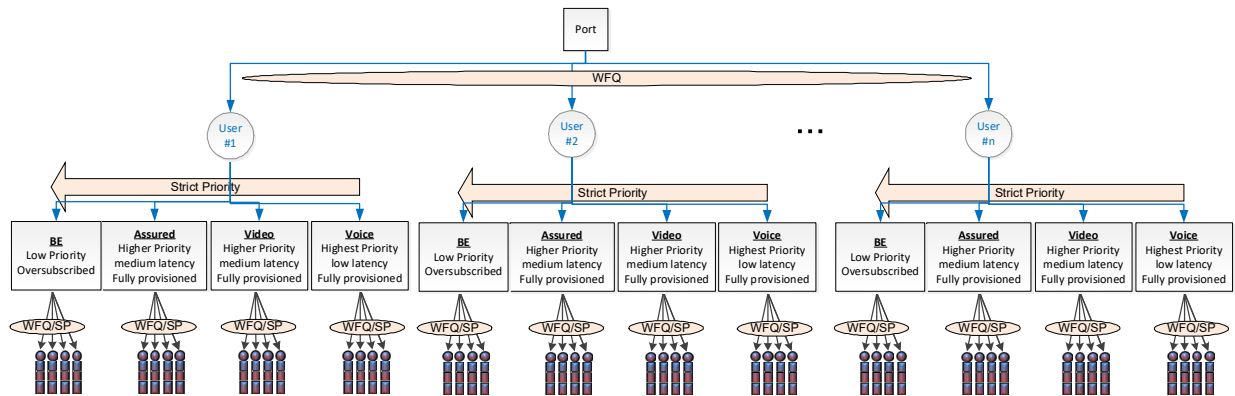 Port
WFQ
User
#1
User
#2
...
User
#n
Strict Priority
Strict Priority
Strict Priority
BE
Low Priority
Oversubscribed
Assured
Higher Priority
medium latency
Fully provisioned
Video
Higher Priority
medium latency
Fully provisioned
Voice
Highest Priority
low latency
Fully provisioned
BE
Low Priority
Oversubscribed
Assured
Higher Priority
medium latency
Fully provisioned
Video
Higher Priority
medium latency
Fully provisioned
Voice
Highest Priority
low latency
Fully provisioned
BE
Low Priority
Oversubscribed
Assured
Higher Priority
medium latency
Fully provisioned
Video
Higher Priority
medium latency
Fully provisioned
Voice
Highest Priority
low latency
Fully provisioned
WFQ/SP
WFQ/SP
WFQ/SP
WFQ/SP
WFQ/SP
WFQ/SP
WFQ/SP
WFQ/SP
WFQ/SP
WFQ/SP
WFQ/SP
WFQ/SP